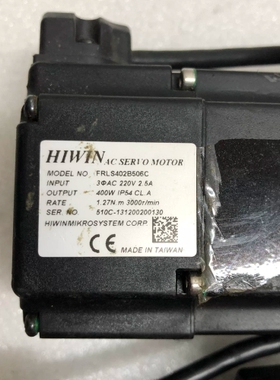 HIWIN AC SERVO MOTOR
MODEL NO. FRLS402B506C
INPUT 3ΦAC 220V 2.5A
OUTPUT 400W IP54 CL.A
RATE 1.27N.m 3000r/min
SER. NO 510C-131200200130
HIWINMIKROSYSTEM CORP.
MADE IN TAIWAN